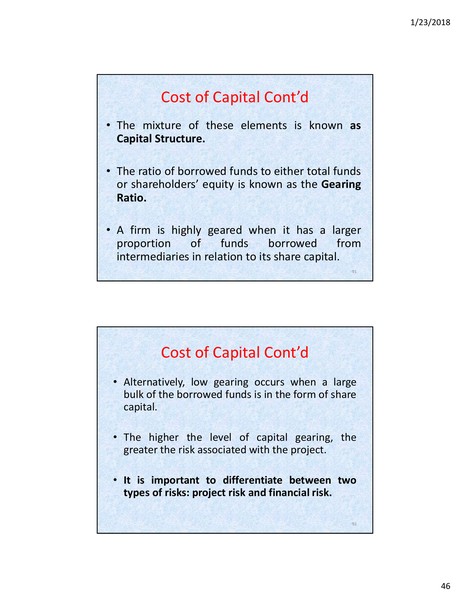 1/23/2018
Cost of Capital Cont’d
• The mixture of these elements is known as
Capital Structure.
• The ratio of borrowed funds to either total funds
or shareholders’ equity is known as the Gearing
Ratio.
• A firm is highly geared when it has a larger
proportion of funds borrowed from
intermediaries in relation to its share capital.
Cost of Capital Cont’d
• Alternatively, low gearing occurs when a large
bulk of the borrowed funds is in the form of share
capital.
• The higher the level of capital gearing, the
greater the risk associated with the project.
• It is important to differentiate between two
types of risks: project risk and financial risk.
46